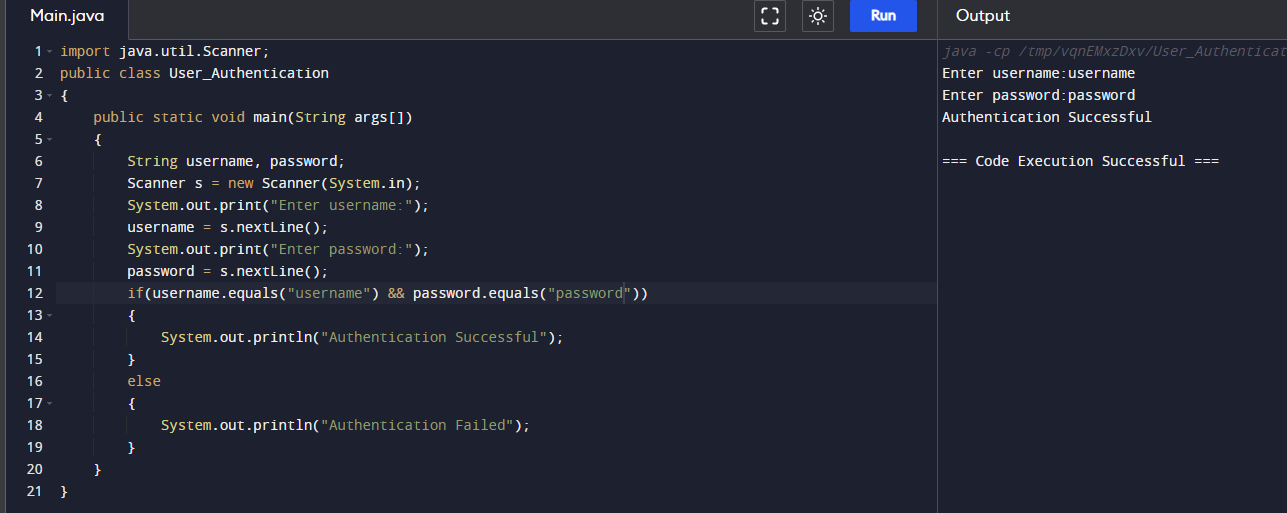 Main.java
Run
Output
1 import java.util.Scanner;
2 public class User_Authentication
3 {
4 public static void main(String args[])
5 {
6 String username, password;
7 Scanner s = new Scanner(System.in);
8 System.out.print("Enter username:");
9 username = s.nextLine();
10 System.out.print("Enter password:");
11 password = s.nextLine();
12 if(username.equals("username") && password.equals("password"))
13 {
14 System.out.println("Authentication Successful");
15 }
16 else
17 {
18 System.out.println("Authentication Failed");
19 }
20 }
21 }
java -cp /tmp/vqnEMxzDxv/User_Authenticat
Enter username:username
Enter password:password
Authentication Successful
=== Code Execution Successful ===